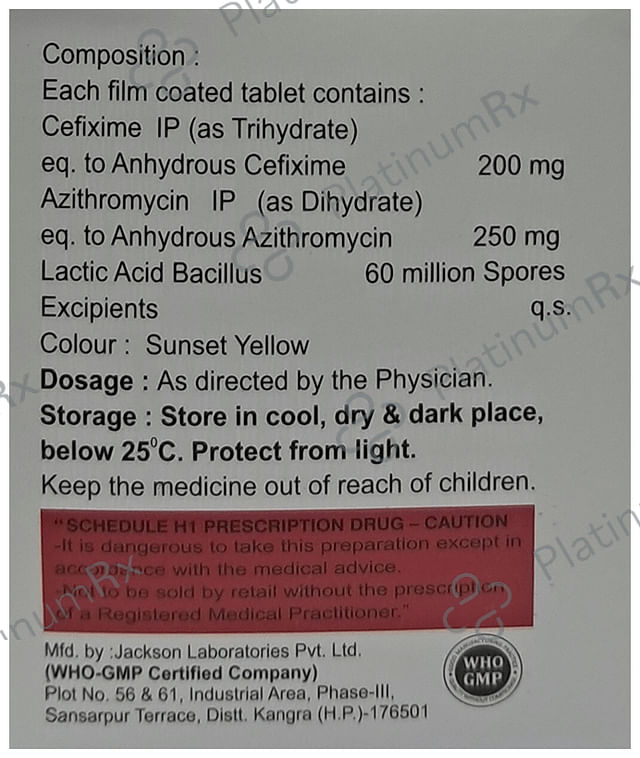 Composition :
Each film coated tablet contains :
Cefixime IP (as Trihydrate)
eq. to Anhydrous Cefixime 200 mg
Azithromycin IP (as Dihydrate)
eq. to Anhydrous Azithromycin 250 mg
Lactic Acid Bacillus 60 million Spores
Excipients q.s.
Colour : Sunset Yellow
Dosage : As directed by the Physician.
Storage : Store in cool, dry & dark place,
below 25⁰C. Protect from light.
Keep the medicine out of reach of children.
"SCHEDULE H1 PRESCRIPTION DRUG – CAUTION
-It is dangerous to take this preparation except in
accordance with the medical advice.
-Not to be sold by retail without the prescription
of a Registered Medical Practitioner."
Mfd. by :Jackson Laboratories Pvt. Ltd.
(WHO-GMP Certified Company)
Plot No. 56 & 61, Industrial Area, Phase-III,
Sansarpur Terrace, Distt. Kangra (H.P.)-176501
WHO
GMP
PlatinumRx
PlatinumRx